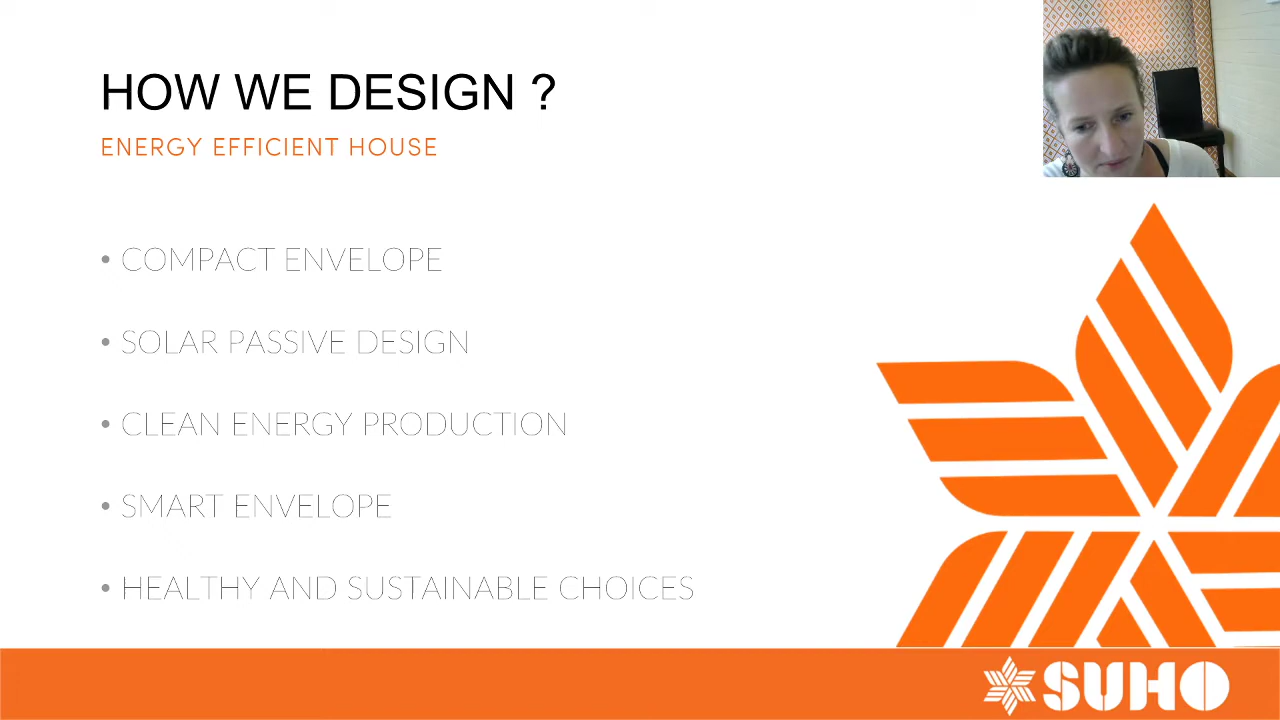 HOW WE DESIGN ?
ENERGY EFFICIENT HOUSE
• COMPACT ENVELOPE
• SOLAR PASSIVE DESIGN
• CLEAN ENERGY PRODUCTION
• SMART ENVELOPE
• HEALTHY AND SUSTAINABLE CHOICES
SUHO